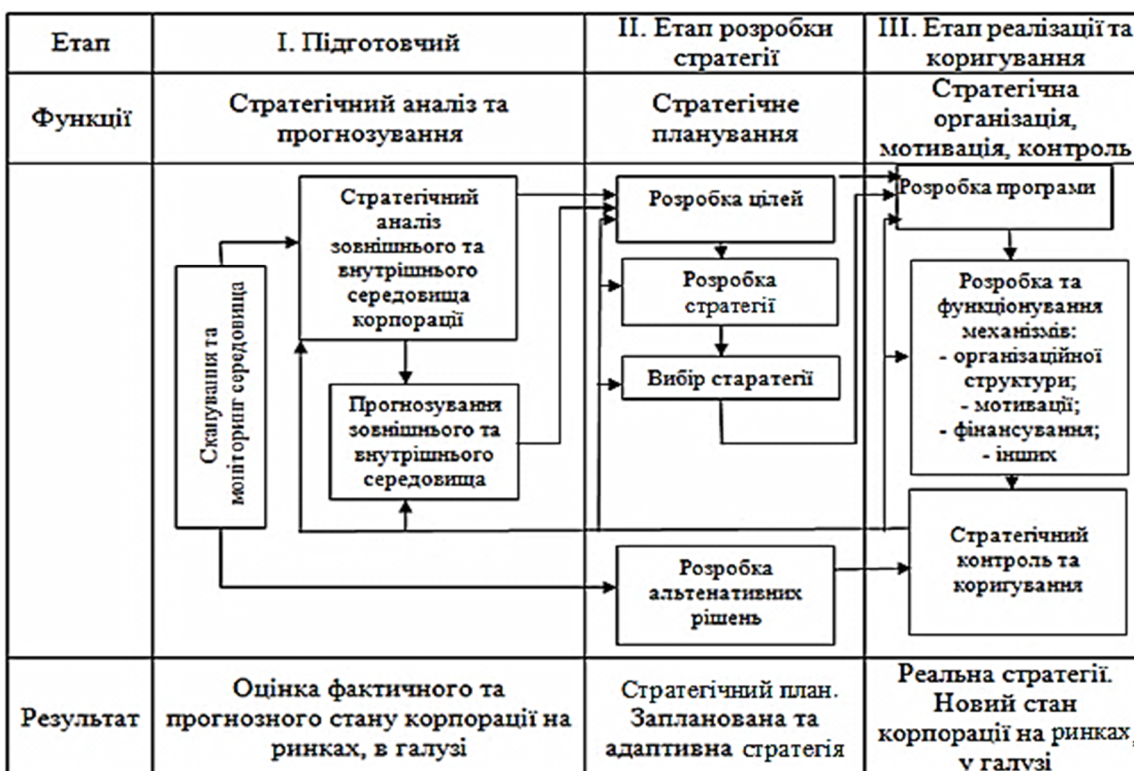 Етап
І. Підготовчий
ІІ. Етап розробки
стратегії
ІІІ. Етап реалізації та
коригування
Функції
Стратегічний аналіз та
прогнозування
Стратегічне
планування
Стратегічна
організація,
мотивація, контроль
Сканування та
моніторинг середовища
Стратегічний
аналіз
зовнішнього та
внутрішнього
середовища
корпорації
Прогнозування
зовнішнього та
внутрішнього
середовища
Розробка цілей
Розробка
стратегії
Вибір старатегії
Розробка
альтенативних
рішень
Розробка програми
Розробка та
функціонування
механізмів:
- організаційної
структури;
- мотивації;
- фінансування;
- інших
Стратегічний
контроль та
коригування
Результат
Оцінка фактичного та
прогнозного стану корпорації на
ринках, в галузі
Стратегічний план.
Запланована та
адаптивна стратегія
Реальна стратегії.
Новий стан
корпорації на ринках,
у галузі